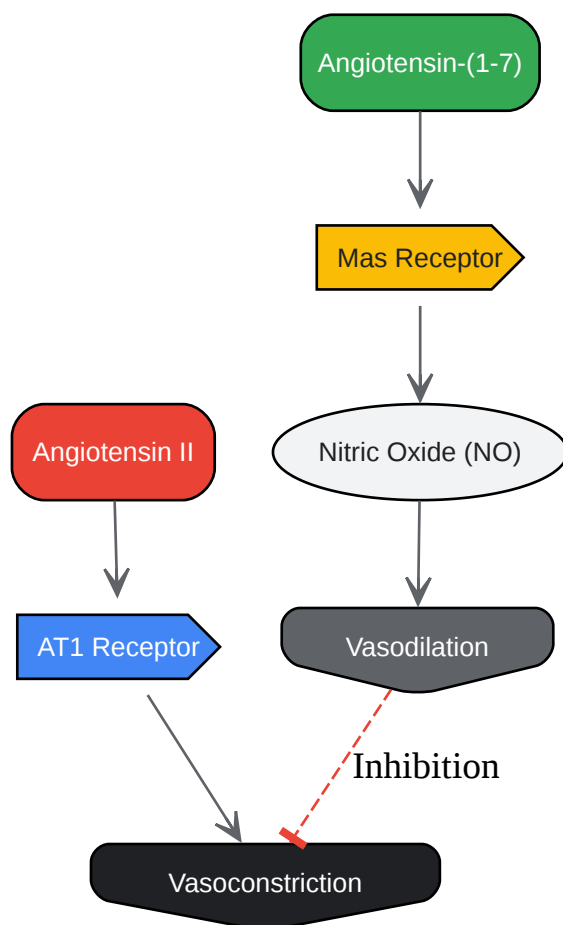 Angiotensin-(1-7)
Mas Receptor
Angiotensin II
Nitric Oxide (NO)
AT1 Receptor
Vasodilation
Inhibition
Vasoconstriction